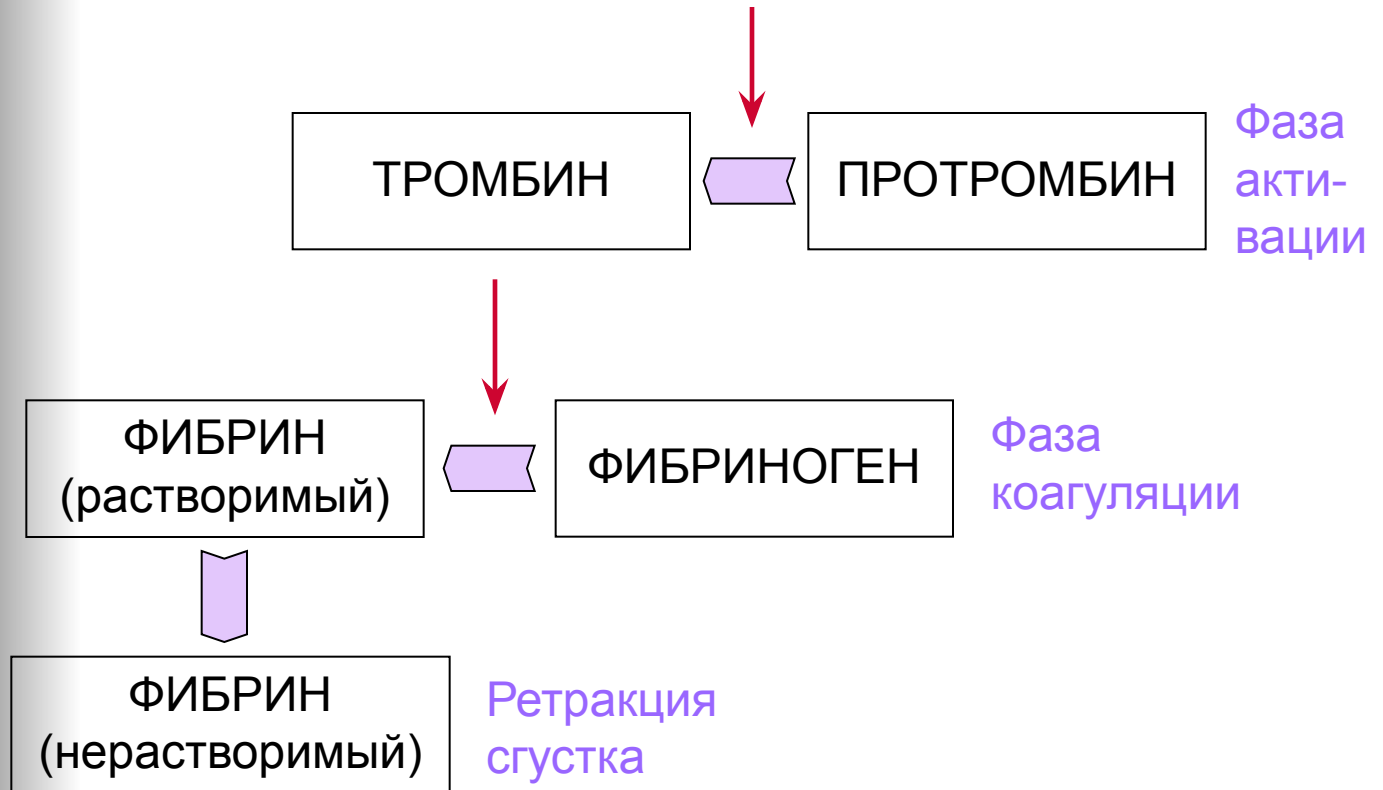 ТРОМБИН
ПРОТРОМБИН
Фаза
акти-
вации
ФИБРИН
(растворимый)
ФИБРИНОГЕН
Фаза
коагуляции
ФИБРИН
(нерастворимый)
Ретракция
сгустка